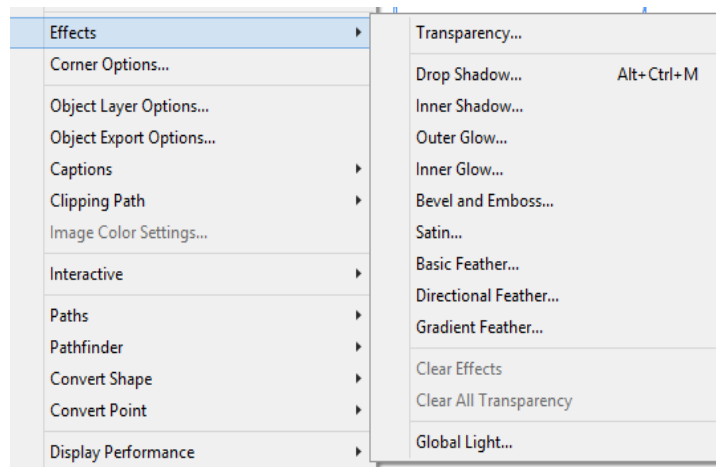 Effects
Corner Options...
Object Layer Options...
Object Export Options...
Captions
Clipping Path
Image Color Settings...
Interactive
Paths
Pathfinder
Convert Shape
Convert Point
Display Performance
Transparency...
Drop Shadow... Alt+Ctrl+M
Inner Shadow...
Outer Glow...
Inner Glow...
Bevel and Emboss...
Satin...
Basic Feather...
Directional Feather...
Gradient Feather...
Clear Effects
Clear All Transparency
Global Light...